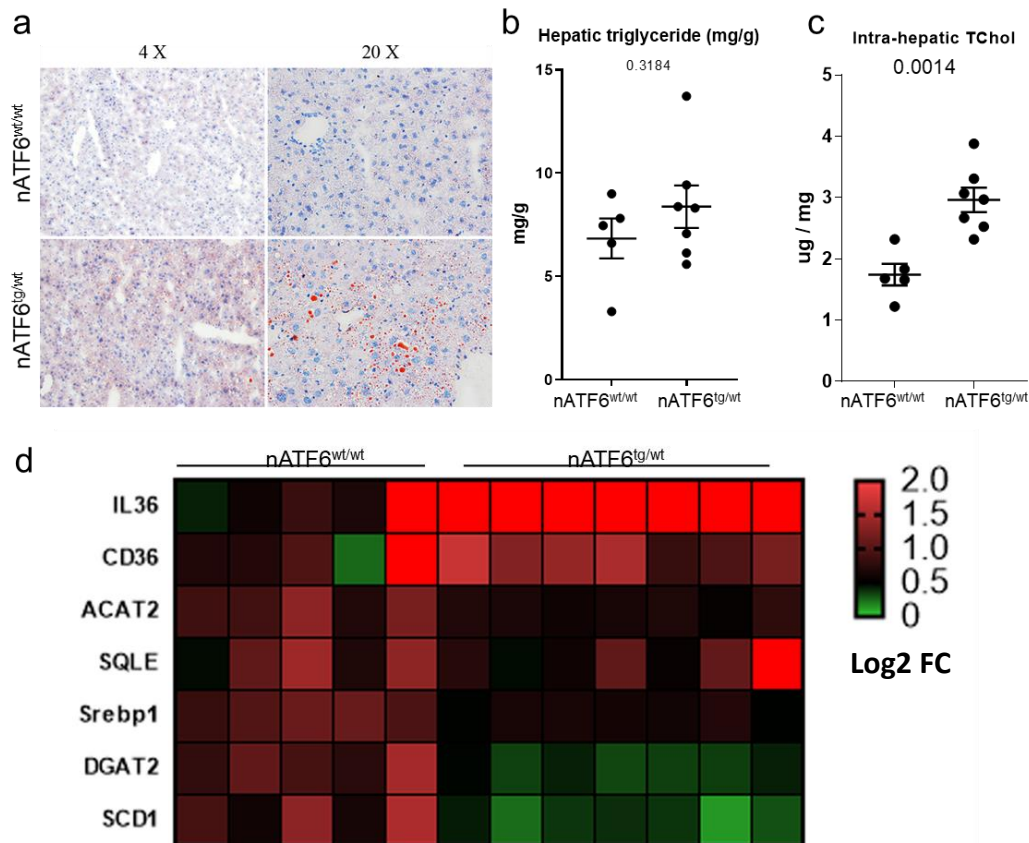 a
4 X
20 X
nATF6wt/wt
nATF6tg/wt
b
Hepatic triglyceride (mg/g)
0.3184
15
10
5
0
mg/g
nATF6wt/wt
nATF6tg/wt
c
Intra-hepatic TChol
0.0014
5
4
3
2
1
0
ug / mg
nATF6wt/wt
nATF6tg/wt
d
nATF6wt/wt
nATF6tg/wt
IL36
CD36
ACAT2
SQLE
Srebp1
DGAT2
SCD1
2.0
1.5
1.0
0.5
0
Log2 FC